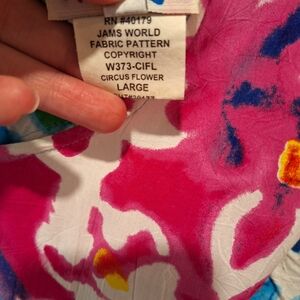 RN #40179
JAMS WORLD
FABRIC PATTERN
COPYRIGHT
W373-CIFL
CIRCUS FLOWER
LARGE